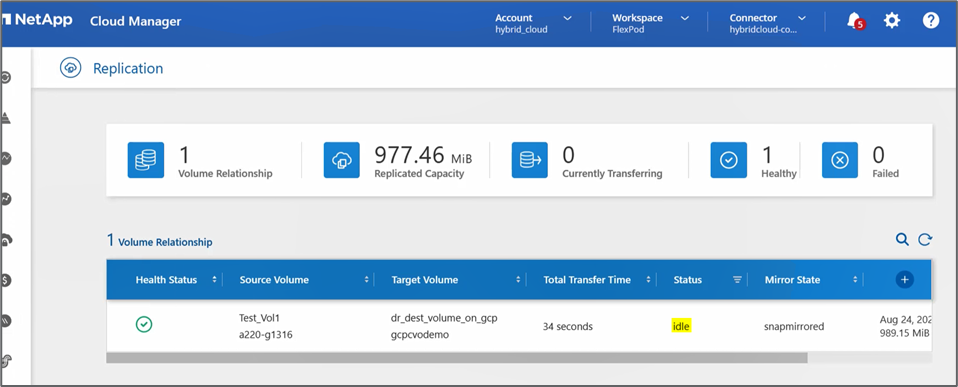 NetApp Cloud Manager
Account
hybrid_cloud
Workspace
FlexPod
Connector
hybridcloud-co...
5
Replication
1
Volume Relationship
977.46 MiB
Replicated Capacity
0
Currently Transferring
1
Healthy
0
Failed
1 Volume Relationship
Health Status Source Volume Target Volume Total Transfer Time Status Mirror State
Test_Vol1
a220-g1316
dr_dest_volume_on_gcp
gcpcvodemo
34 seconds
idle
snapmirrored
Aug 24, 202
989.15 MiB